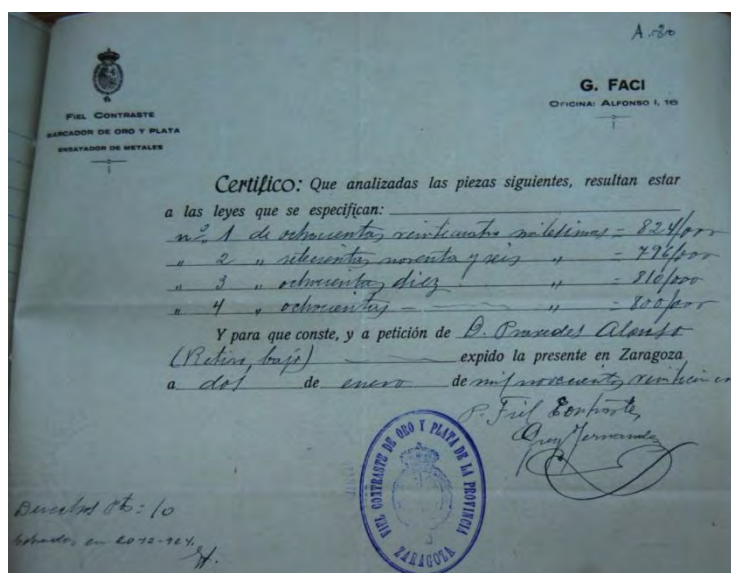 A-80
FIEL CONTRASTE
MARCADOR DE ORO Y PLATA
ENSAYADOR DE METALES
G. FACI
OFICINA: ALFONSO I, 16
Certifico: Que analizadas las piezas siguientes, resultan estar
a las leyes que se especifican:
nº 1 de ochocientas veinticuatro milésimas = 824/000
" 2 " setecientas noventa y seis " = 796/000
" 3 " ochocientas diez " = 810/000
" 4 " ochocientas — " = 800/000
Y para que conste, y a petición de D. Praxedes Alonso
(Retiro, bajo) expido la presente en Zaragoza
a dos de enero de mil novecientos veinticinco
P. Fiel Contraste,
Fernandez
FIEL CONTRASTE DE ORO Y PLATA DE LA PROVINCIA
ZARAGOZA
Derechos Pts: 10